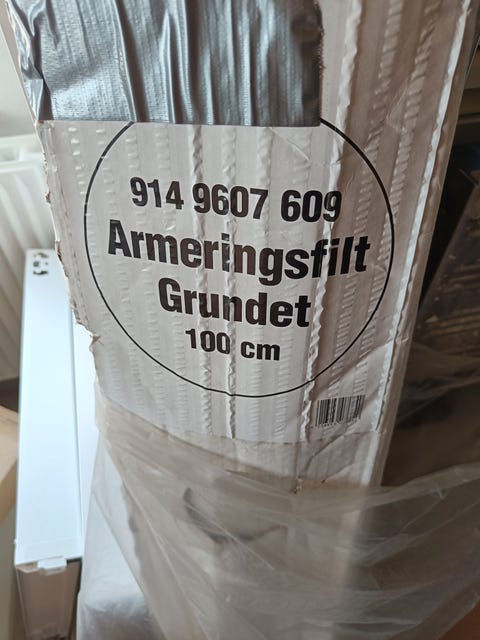 914 9607 609
Armeringsfilt
Grundet
100 cm